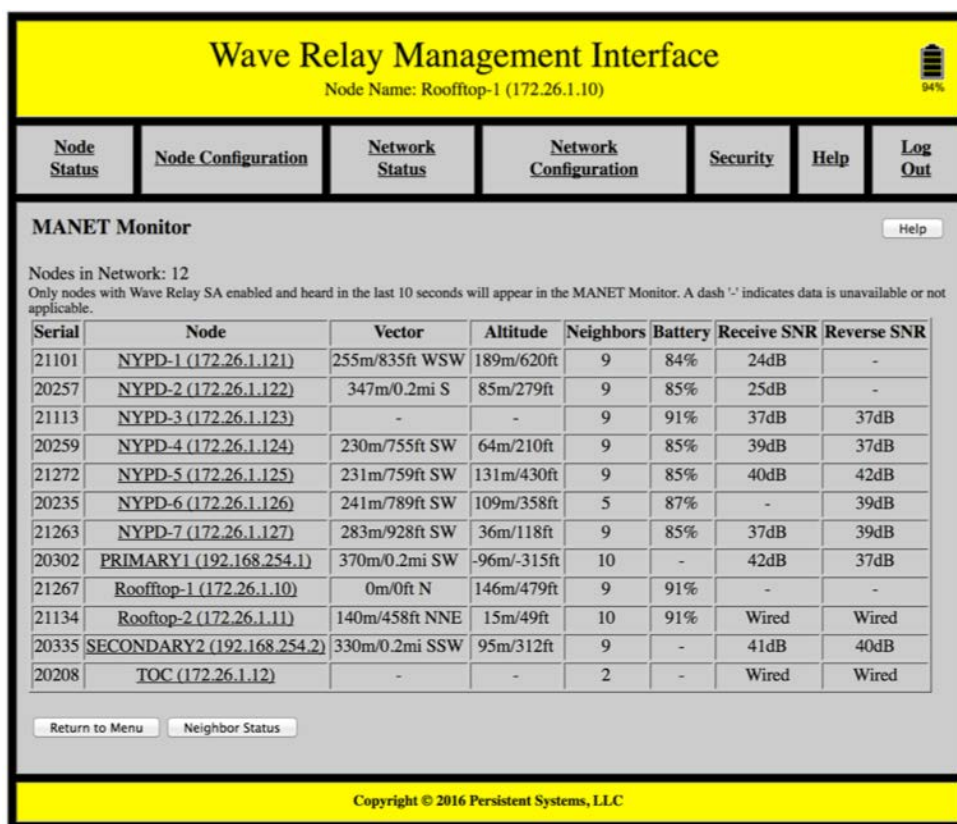 Wave Relay Management Interface
Node Name: Roofftop-1 (172.26.1.10)
94%
Node Status
Node Configuration
Network Status
Network Configuration
Security
Help
Log Out
MANET Monitor
Help
Nodes in Network: 12
Only nodes with Wave Relay SA enabled and heard in the last 10 seconds will appear in the MANET Monitor. A dash '-' indicates data is unavailable or not
applicable.
Serial Node Vector Altitude Neighbors Battery Receive SNR Reverse SNR
21101 NYPD-1 (172.26.1.121) 255m/835ft WSW 189m/620ft 9 84% 24dB -
20257 NYPD-2 (172.26.1.122) 347m/0.2mi S 85m/279ft 9 85% 25dB -
21113 NYPD-3 (172.26.1.123) - - 9 91% 37dB 37dB
20259 NYPD-4 (172.26.1.124) 230m/755ft SW 64m/210ft 9 85% 39dB 37dB
21272 NYPD-5 (172.26.1.125) 231m/759ft SW 131m/430ft 9 85% 40dB 42dB
20235 NYPD-6 (172.26.1.126) 241m/789ft SW 109m/358ft 5 87% - 39dB
21263 NYPD-7 (172.26.1.127) 283m/928ft SW 36m/118ft 9 85% 37dB 39dB
20302 PRIMARY1 (192.168.254.1) 370m/0.2mi SW -96m/-315ft 10 - 42dB 37dB
21267 Roofftop-1 (172.26.1.10) 0m/0ft N 146m/479ft 9 91% - -
21134 Rooftop-2 (172.26.1.11) 140m/458ft NNE 15m/49ft 10 91% Wired Wired
20335 SECONDARY2 (192.168.254.2) 330m/0.2mi SSW 95m/312ft 9 - 41dB 40dB
20208 TOC (172.26.1.12) - - 2 - Wired Wired
Return to Menu Neighbor Status
Copyright © 2016 Persistent Systems, LLC